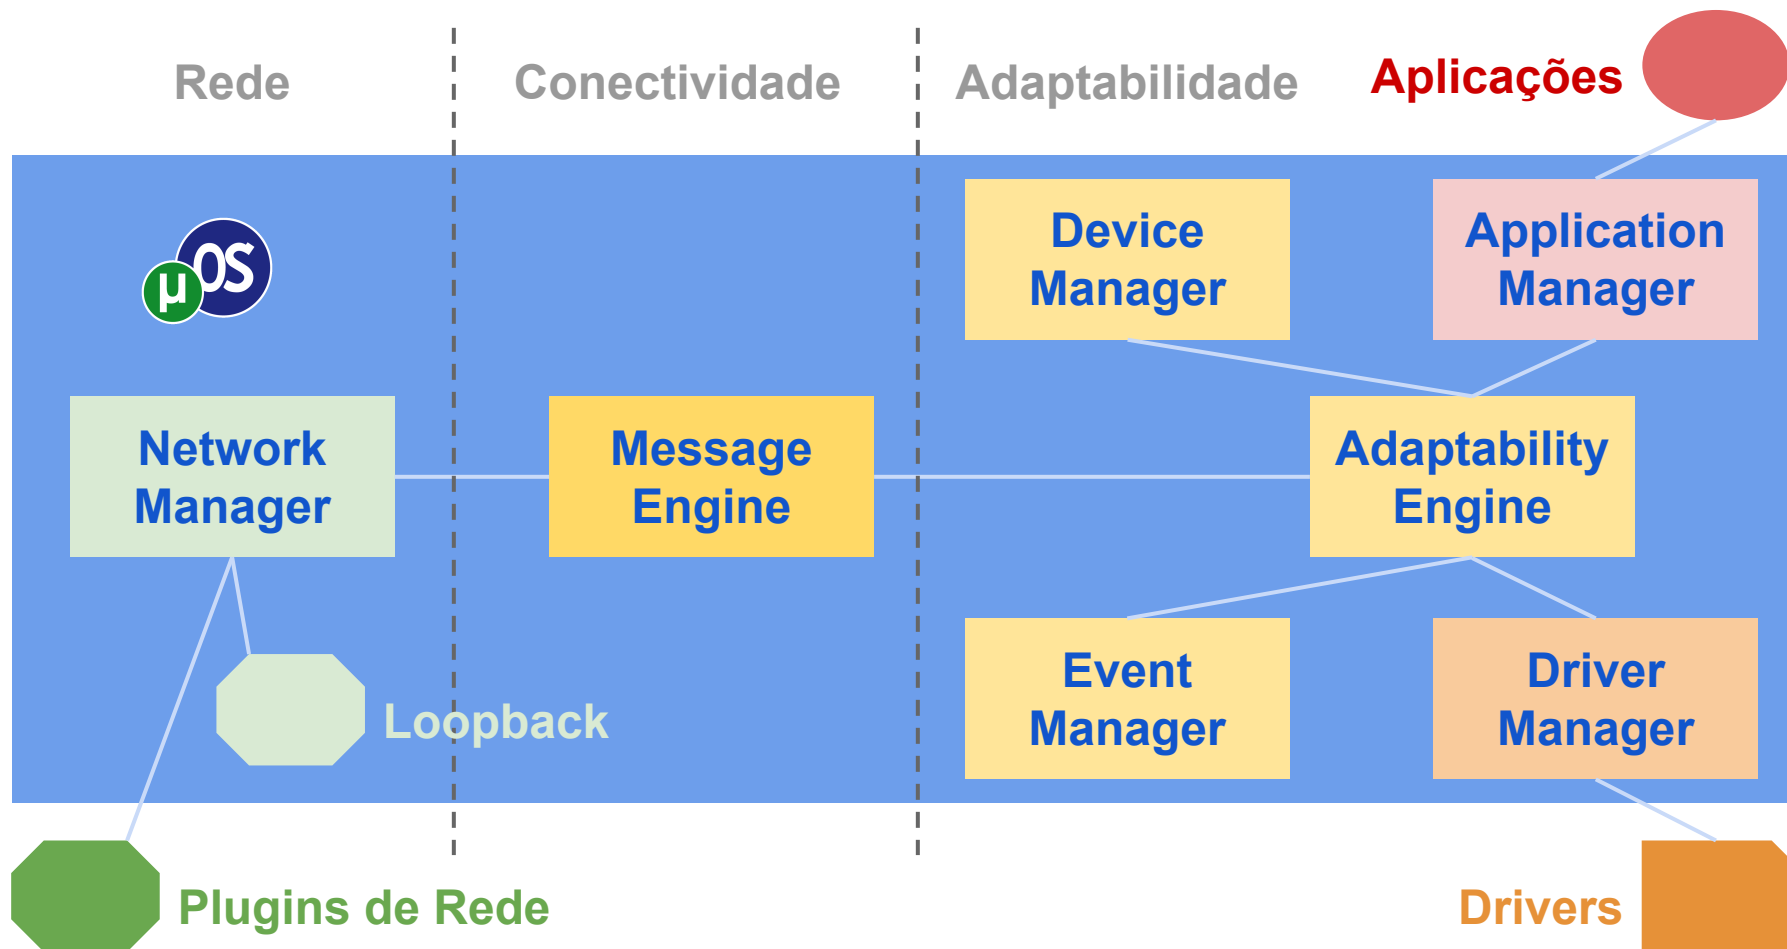 Rede
Conectividade
Adaptabilidade
Aplicações
µOS
Device
Manager
Application
Manager
Network
Manager
Message
Engine
Adaptability
Engine
Loopback
Event
Manager
Driver
Manager
Plugins de Rede
Drivers